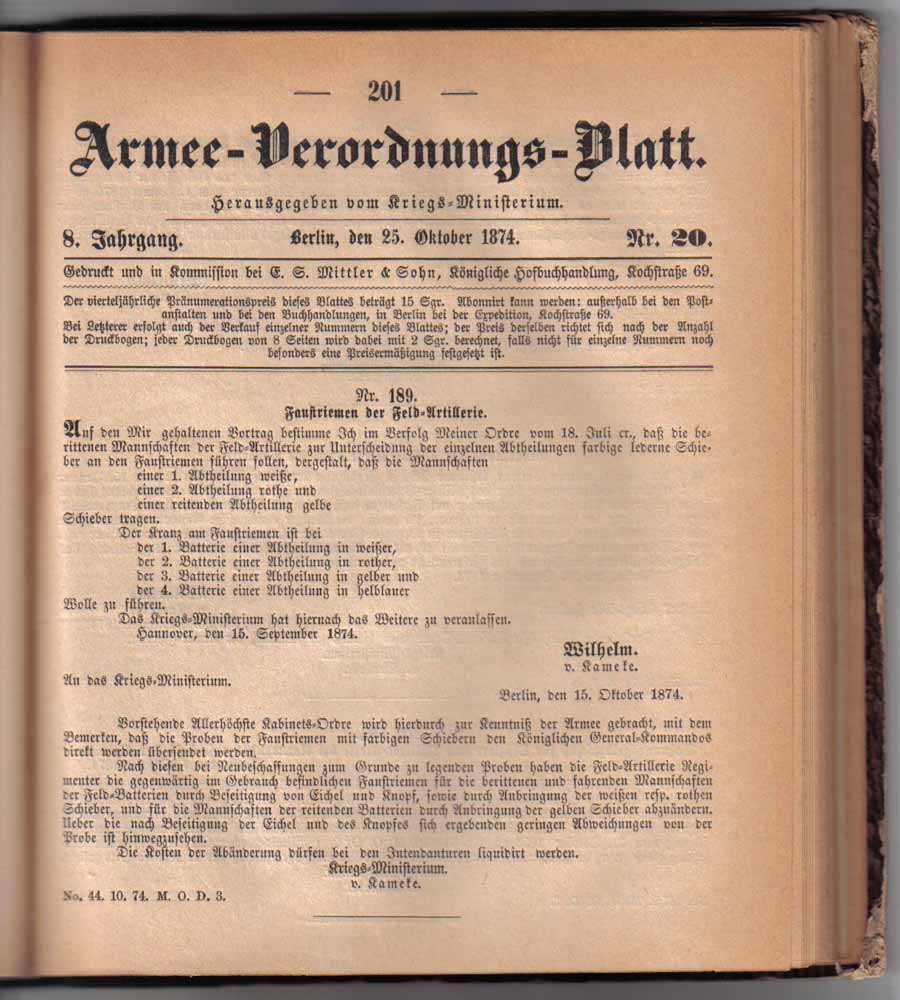 — 201 —
Armee-Verordnungs-Blatt.
Herausgegeben vom Kriegs-Ministerium.
8. Jahrgang. Berlin, den 25. Oktober 1874. Nr. 20.
Gedruckt und in Kommission bei E. S. Mittler & Sohn, Königliche Hofbuchhandlung, Kochstraße 69.
Der vierteljährliche Pränumerationspreis dieses Blattes beträgt 15 Sgr. Abonnirt kann werden: außerhalb bei den Post-
anstalten und bei den Buchhandlungen, in Berlin bei der Expedition, Kochstraße 69.
Bei Letzterer erfolgt auch der Verkauf einzelner Nummern dieses Blattes; der Preis derselben richtet sich nach der Anzahl
der Druckbogen; jeder Druckbogen von 8 Seiten wird dabei mit 2 Sgr. berechnet, falls nicht für einzelne Nummern noch
besonders eine Preisermäßigung festgesetzt ist.
Nr. 189.
Faustriemen der Feld-Artillerie.
Auf den Mir gehaltenen Vortrag bestimme Ich im Verfolg Meiner Ordre vom 18. Juli cr., daß die be-
rittenen Mannschaften der Feld-Artillerie zur Unterscheidung der einzelnen Abtheilungen farbige lederne Schie-
ber an den Faustriemen führen sollen, dergestalt, daß die Mannschaften
einer 1. Abtheilung weiße,
einer 2. Abtheilung rothe und
einer reitenden Abtheilung gelbe
Schieber tragen.
Der Kranz am Faustriemen ist bei
der 1. Batterie einer Abtheilung in weißer,
der 2. Batterie einer Abtheilung in rother,
der 3. Batterie einer Abtheilung in gelber und
der 4. Batterie einer Abtheilung in hellblauer
Wolle zu führen.
Das Kriegs-Ministerium hat hiernach das Weitere zu veranlassen.
Hannover, den 15. September 1874.
Wilhelm.
v. Kameke.
An das Kriegs-Ministerium.
Berlin, den 15. Oktober 1874.
Vorstehende Allerhöchste Kabinets-Ordre wird hierdurch zur Kenntniß der Armee gebracht, mit dem
Bemerken, daß die Proben der Faustriemen mit farbigen Schiebern den Königlichen General-Kommandos
direkt werden übersendet werden.
Nach diesen bei Neubeschaffungen zum Grunde zu legenden Proben haben die Feld-Artillerie Regi-
menter die gegenwärtig im Gebrauch befindlichen Faustriemen für die berittenen und fahrenden Mannschaften
der Feld-Batterien durch Beseitigung von Eichel und Knopf, sowie durch Anbringung der weißen resp. rothen
Schieber, und für die Mannschaften der reitenden Batterien durch Anbringung der gelben Schieber abzuändern.
Ueber die nach Beseitigung der Eichel und des Knopfes sich ergebenden geringen Abweichungen von der
Probe ist hinwegzusehen.
Die Kosten der Abänderung dürfen bei den Intendanturen liquidirt werden.
Kriegs-Ministerium.
v. Kameke.
No. 44. 10. 74. M. O. D. 3.